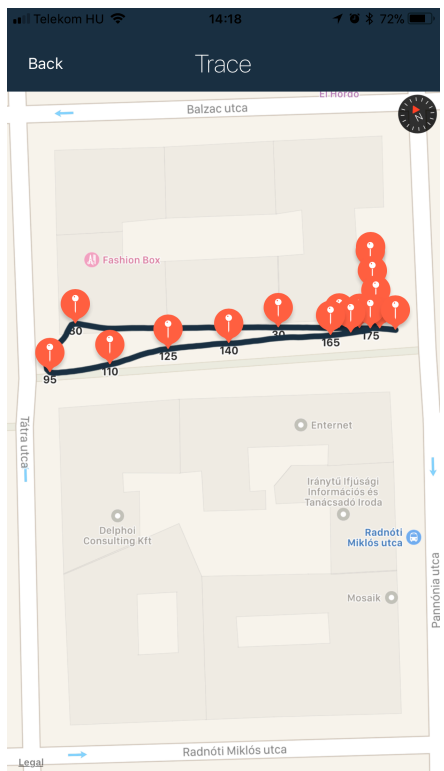 Telekom HU 14:18 72%
Back Trace
El Hordo
Balzac utca
N
Fashion Box
80
30
165
175
125
140
95
110
Tátra utca
Enternet
Iránytű Ifjúsági
Információs és
Tanácsadó Iroda
Delphoi
Consulting Kft
Radnóti
Miklós utca
Pannónia utca
Mosaik
Radnóti Miklós utca
Legal